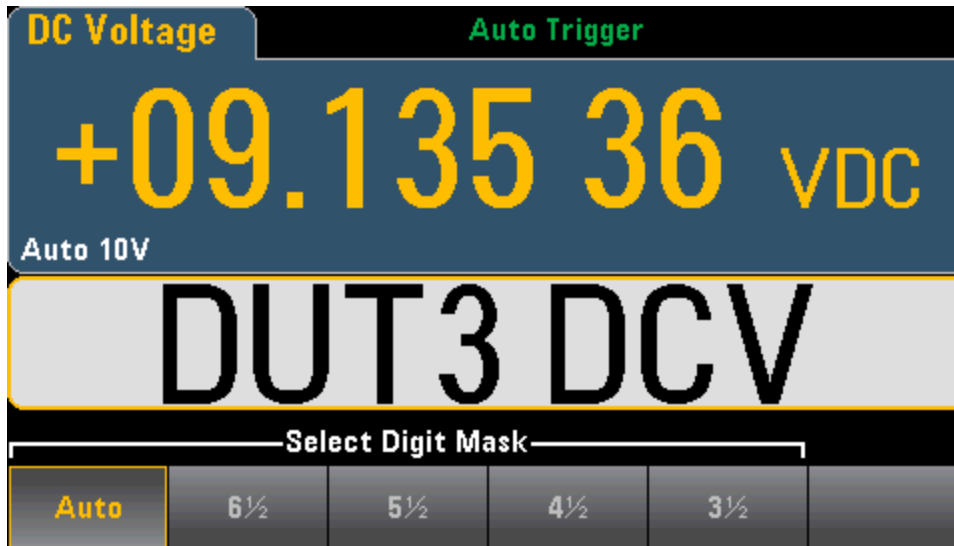 DC Voltage
Auto Trigger
+09.135 36 VDC
Auto 10V
DUT3 DCV
Select Digit Mask
Auto 6½ 5½ 4½ 3½